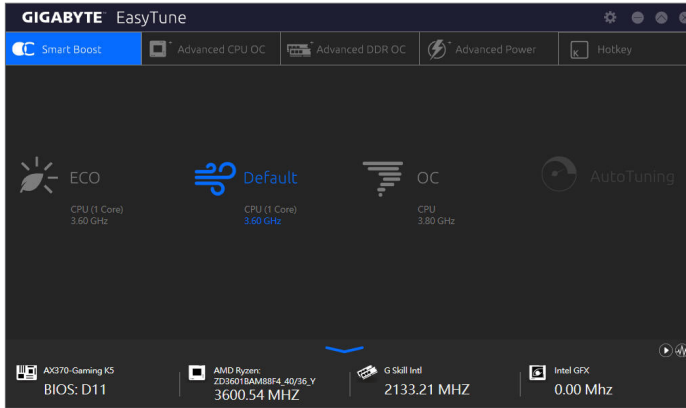 GIGABYTE™ EasyTune
Smart Boost
Advanced CPU OC
Advanced DDR OC
Advanced Power
K Hotkey
ECO
CPU (1 Core)
3.60 GHz
Default
CPU (1 Core)
3.60 GHz
OC
CPU
3.80 GHz
AutoTuning
AX370-Gaming K5
BIOS: D11
AMD Ryzen:
ZD3601BAM88F4_40/36_Y
3600.54 MHZ
G Skill Intl
2133.21 MHZ
Intel GFX
0.00 Mhz